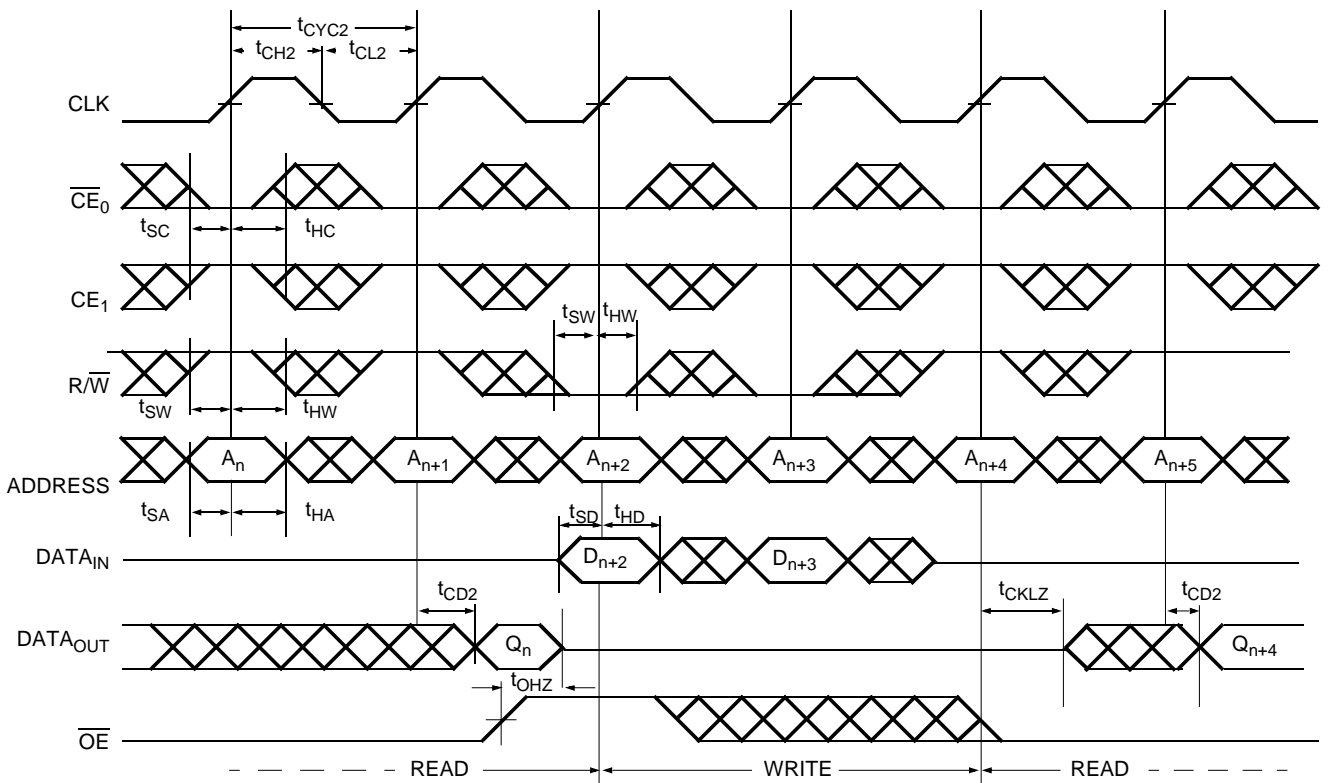 tCYC2
tCH2 tCL2
CLK
CE0
tSC tHC
CE1
tSW tHW
R/W
tSW tHW
An An+1 An+2 An+3 An+4 An+5
ADDRESS
tSA tHA tSD tHD
DATAIN Dn+2 Dn+3
tCD2 tCKLZ tCD2
DATAOUT Qn Qn+4
tOHZ
OE
READ WRITE READ